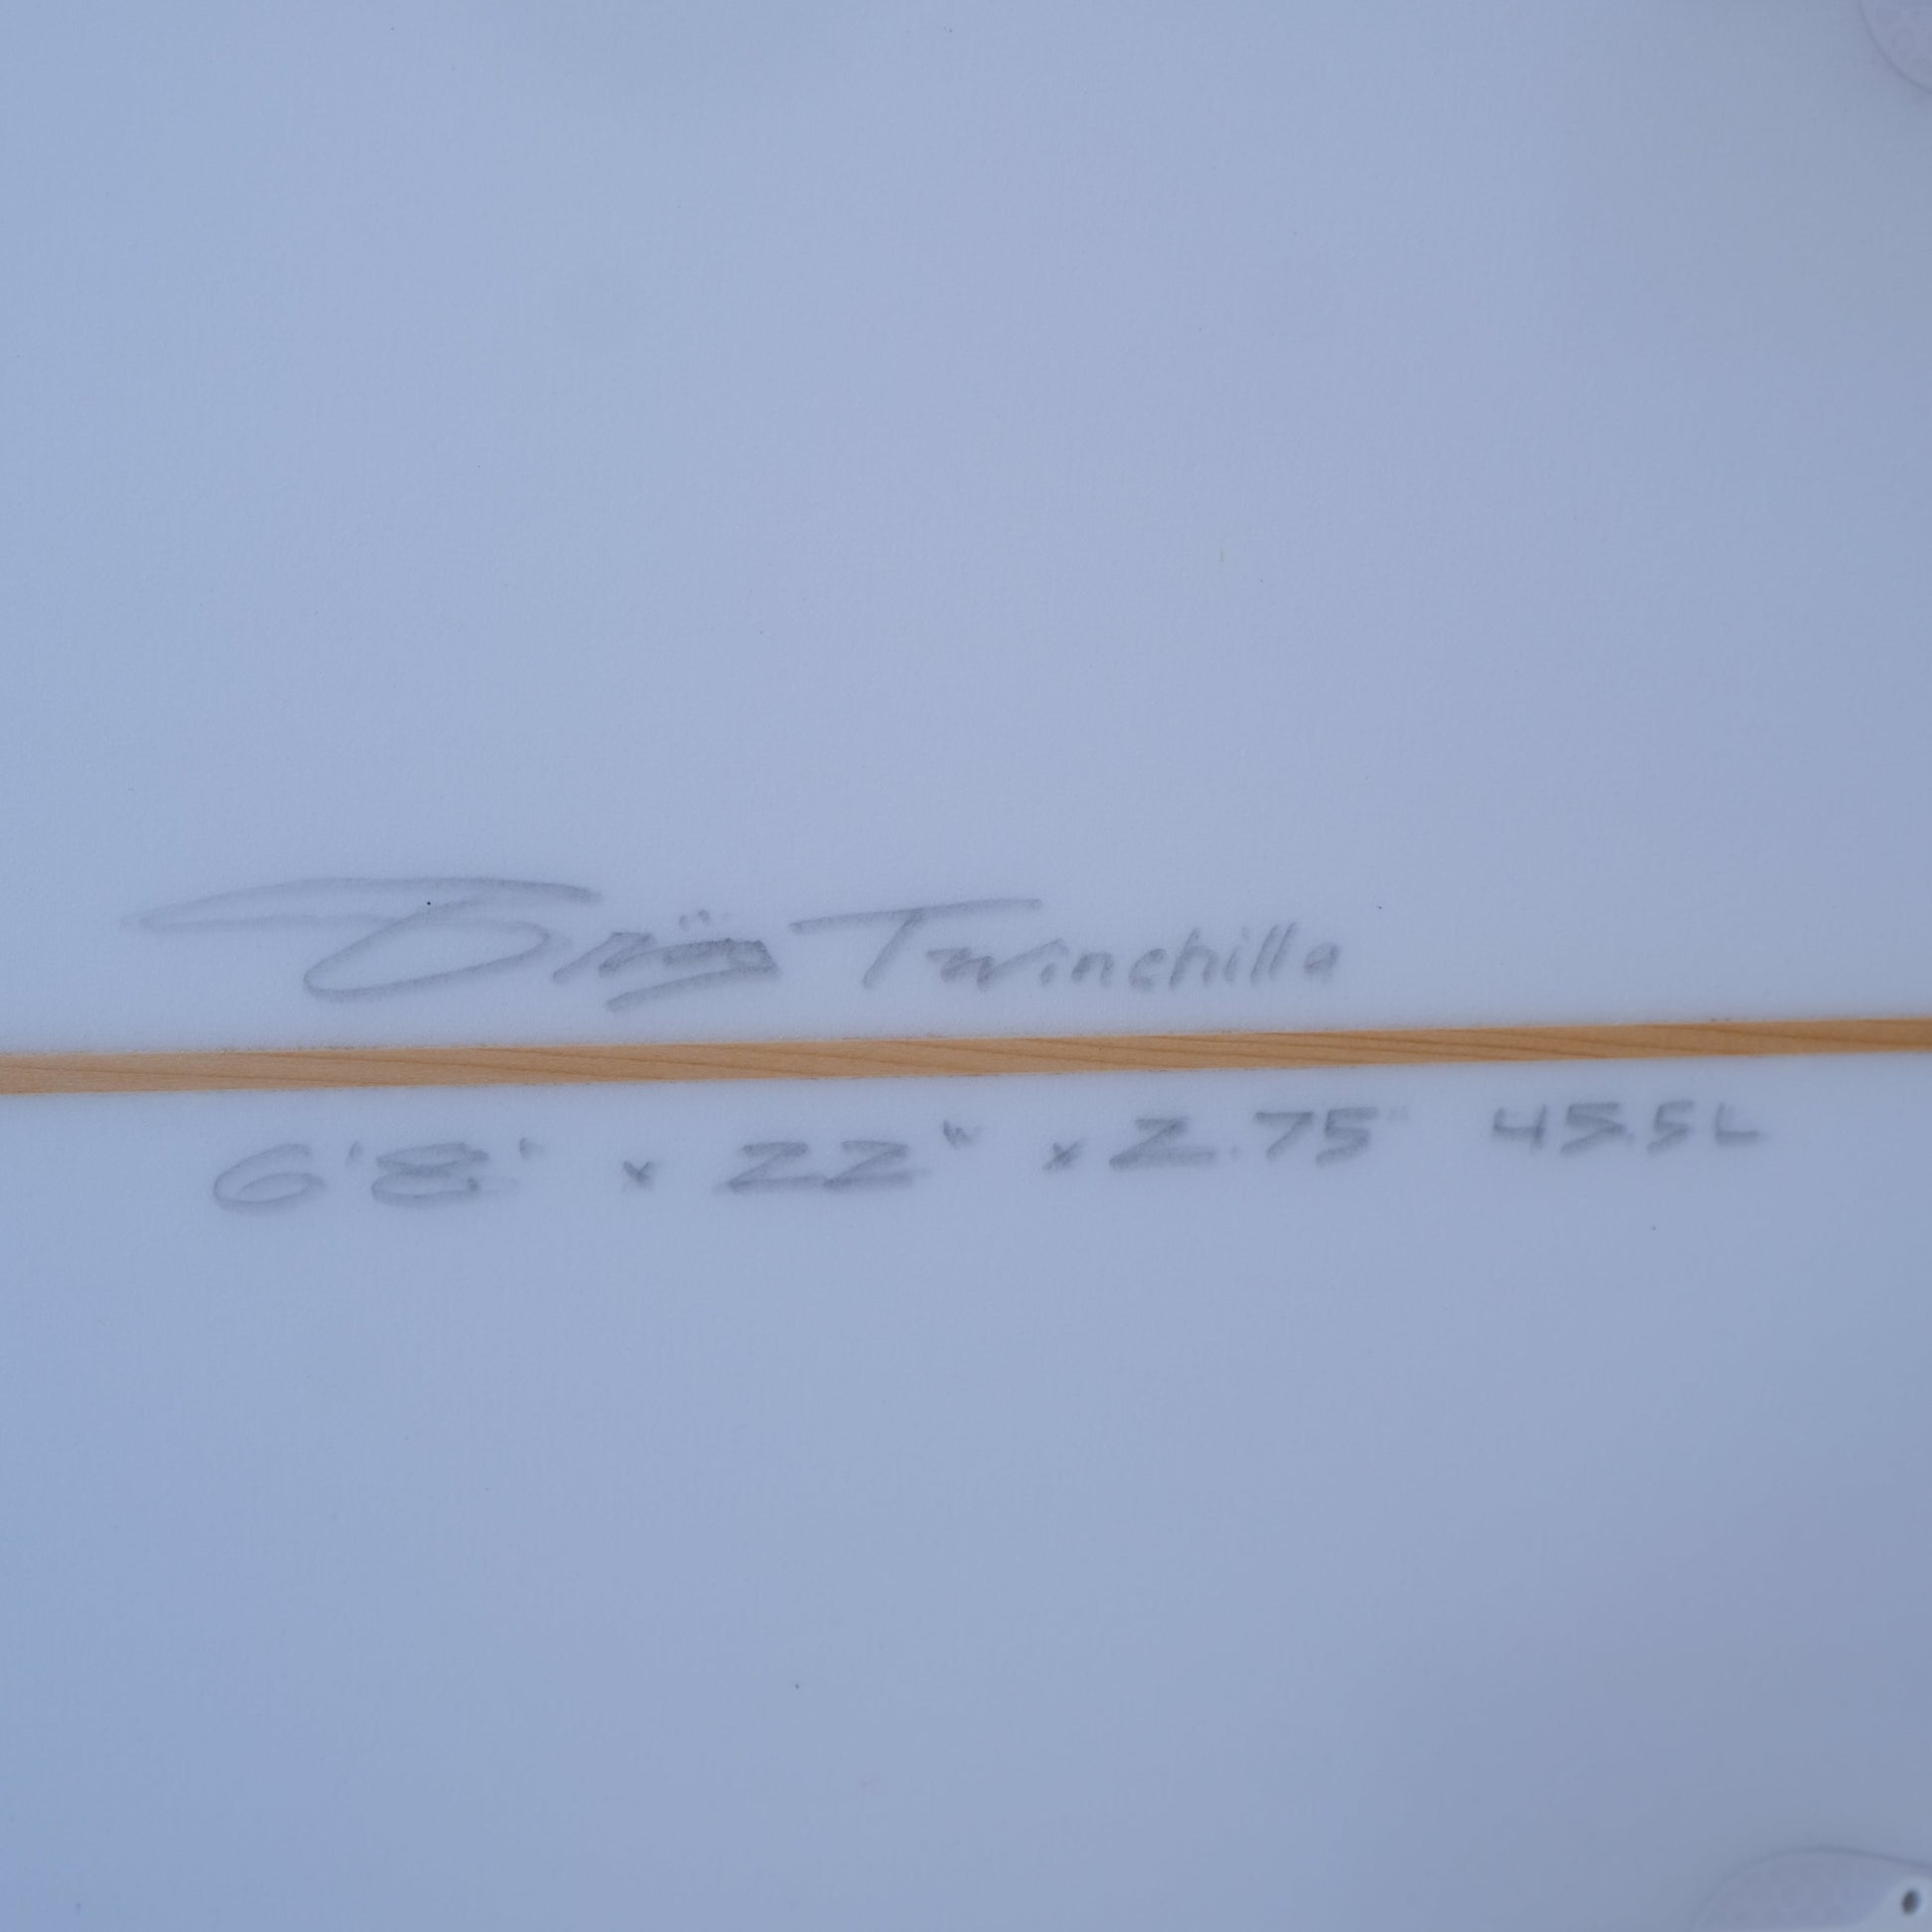 Twinchilla
6'8" x 22" x 2.75" 45.5L